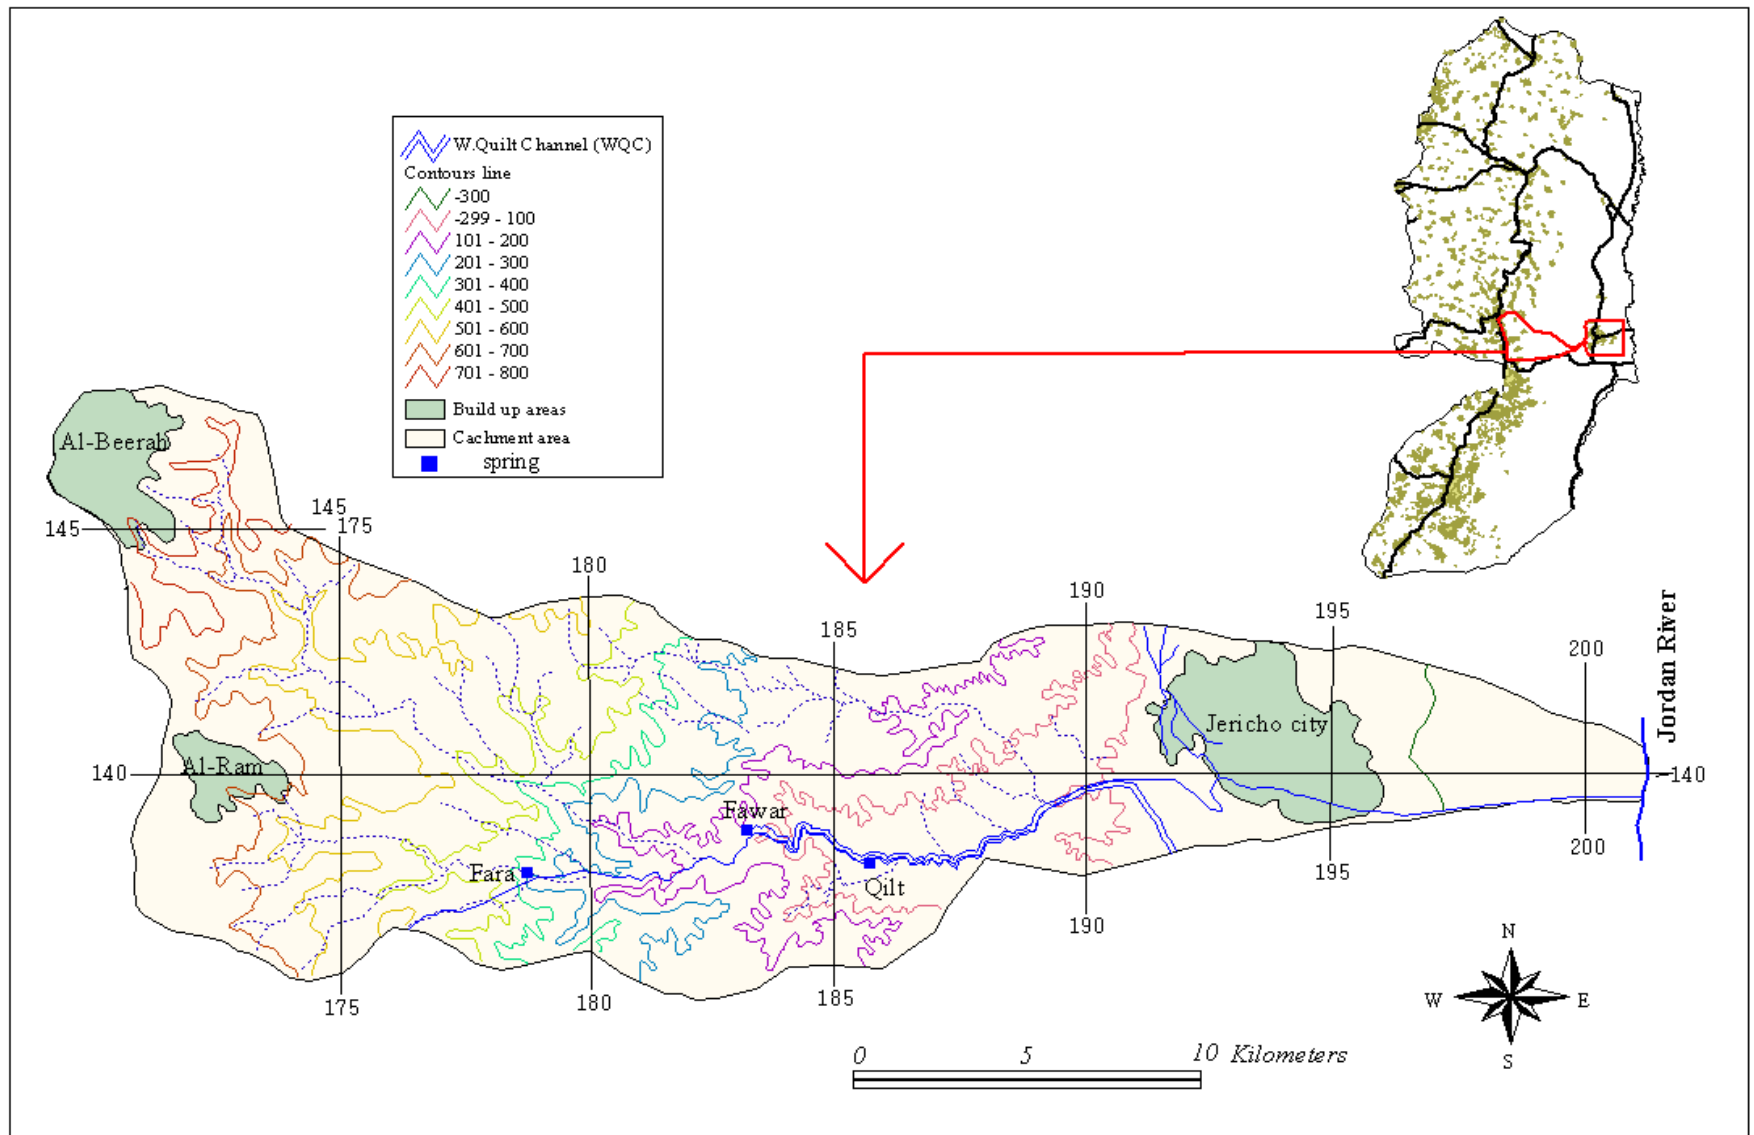 W.Quilt Channel (WQC)
Contours line
-300
-299 - 100
101 - 200
201 - 300
301 - 400
401 - 500
501 - 600
601 - 700
701 - 800
Build up areas
Cachment area
spring
Al-Beerah
145
145
175
180
185
190
195
200
Jordan River
Jericho city
140
Al-Ram
140
Fawar
Fara
Qilt
200
195
190
175
180
185
N
W
E
S
0 5 10 Kilometers